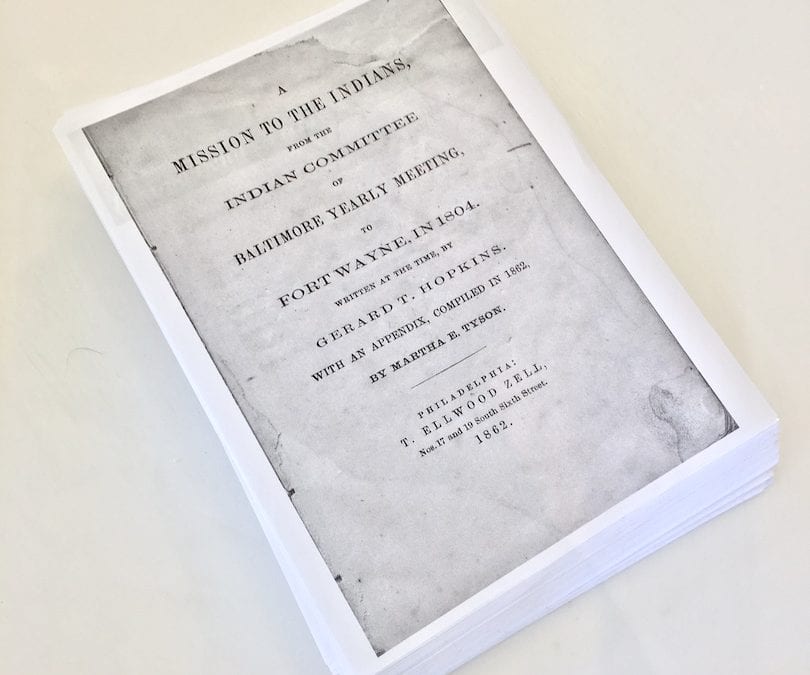 A
MISSION TO THE INDIANS,
FROM THE
INDIAN COMMITTEE
OF
BALTIMORE YEARLY MEETING,
TO
FORT WAYNE, IN 1804.
WRITTEN AT THE TIME, BY
GERARD T. HOPKINS.
WITH AN APPENDIX, COMPILED IN 1862,
BY MARTHA E. TYSON.
PHILADELPHIA:
T. ELLWOOD ZELL,
Nos. 17 and 19 South Sixth Street.
1862.